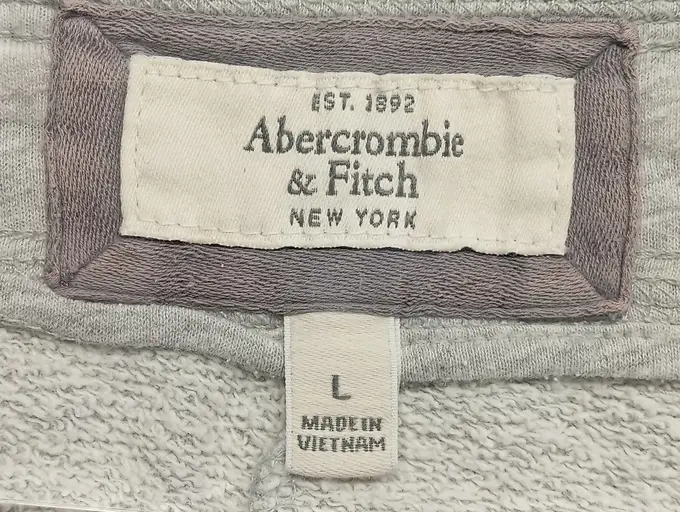 EST. 1892
Abercrombie
& Fitch
NEW YORK
L
MADE IN
VIETNAM